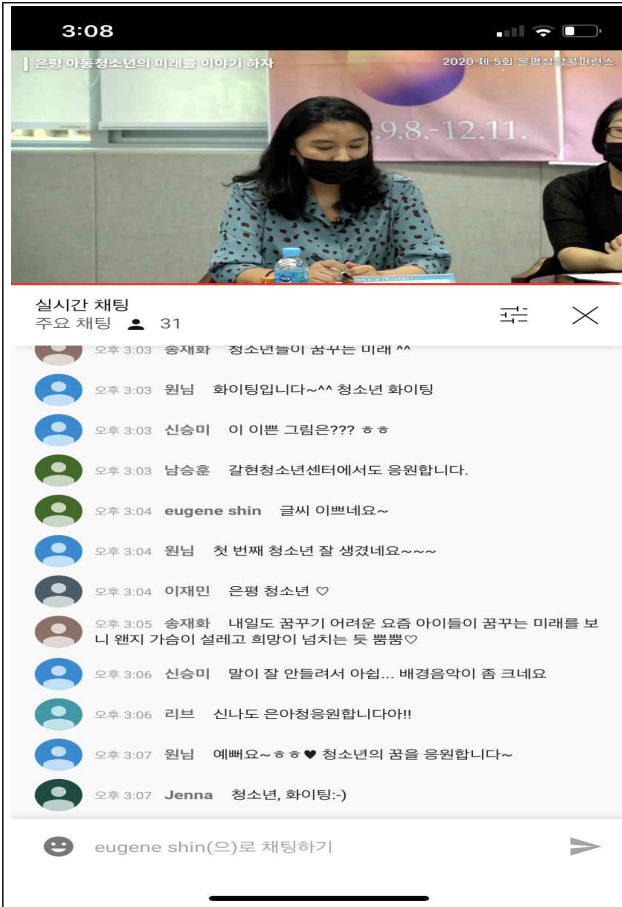 3:08
은평 아동청소년의 미래를 이야기 하자
2020 제 5회 은평상상콘퍼런스
.9.8.-12.11.
실시간 채팅
주요 채팅 31
오후 3:03 송재화 청소년들이 꿈꾸는 미래 ^^
오후 3:03 원님 화이팅입니다~^^ 청소년 화이팅
오후 3:03 신승미 이 이쁜 그림은??? ㅎㅎ
오후 3:03 남승훈 갈현청소년센터에서도 응원합니다.
오후 3:04 eugene shin 글씨 이쁘네요~
오후 3:04 원님 첫 번째 청소년 잘 생겼네요~~~
오후 3:04 이재민 은평 청소년 ♡
오후 3:05 송재화 내일도 꿈꾸기 어려운 요즘 아이들이 꿈꾸는 미래를 보
니 왠지 가슴이 설레고 희망이 넘치는 듯 뿜뿜♡
오후 3:06 신승미 말이 잘 안들려서 아쉽... 배경음악이 좀 크네요
오후 3:06 리브 신나도 은아청응원합니다아!!
오후 3:07 원님 예뻐요~ㅎㅎ♥ 청소년의 꿈을 응원합니다~
오후 3:07 Jenna 청소년, 화이팅:-)
eugene shin(으)로 채팅하기